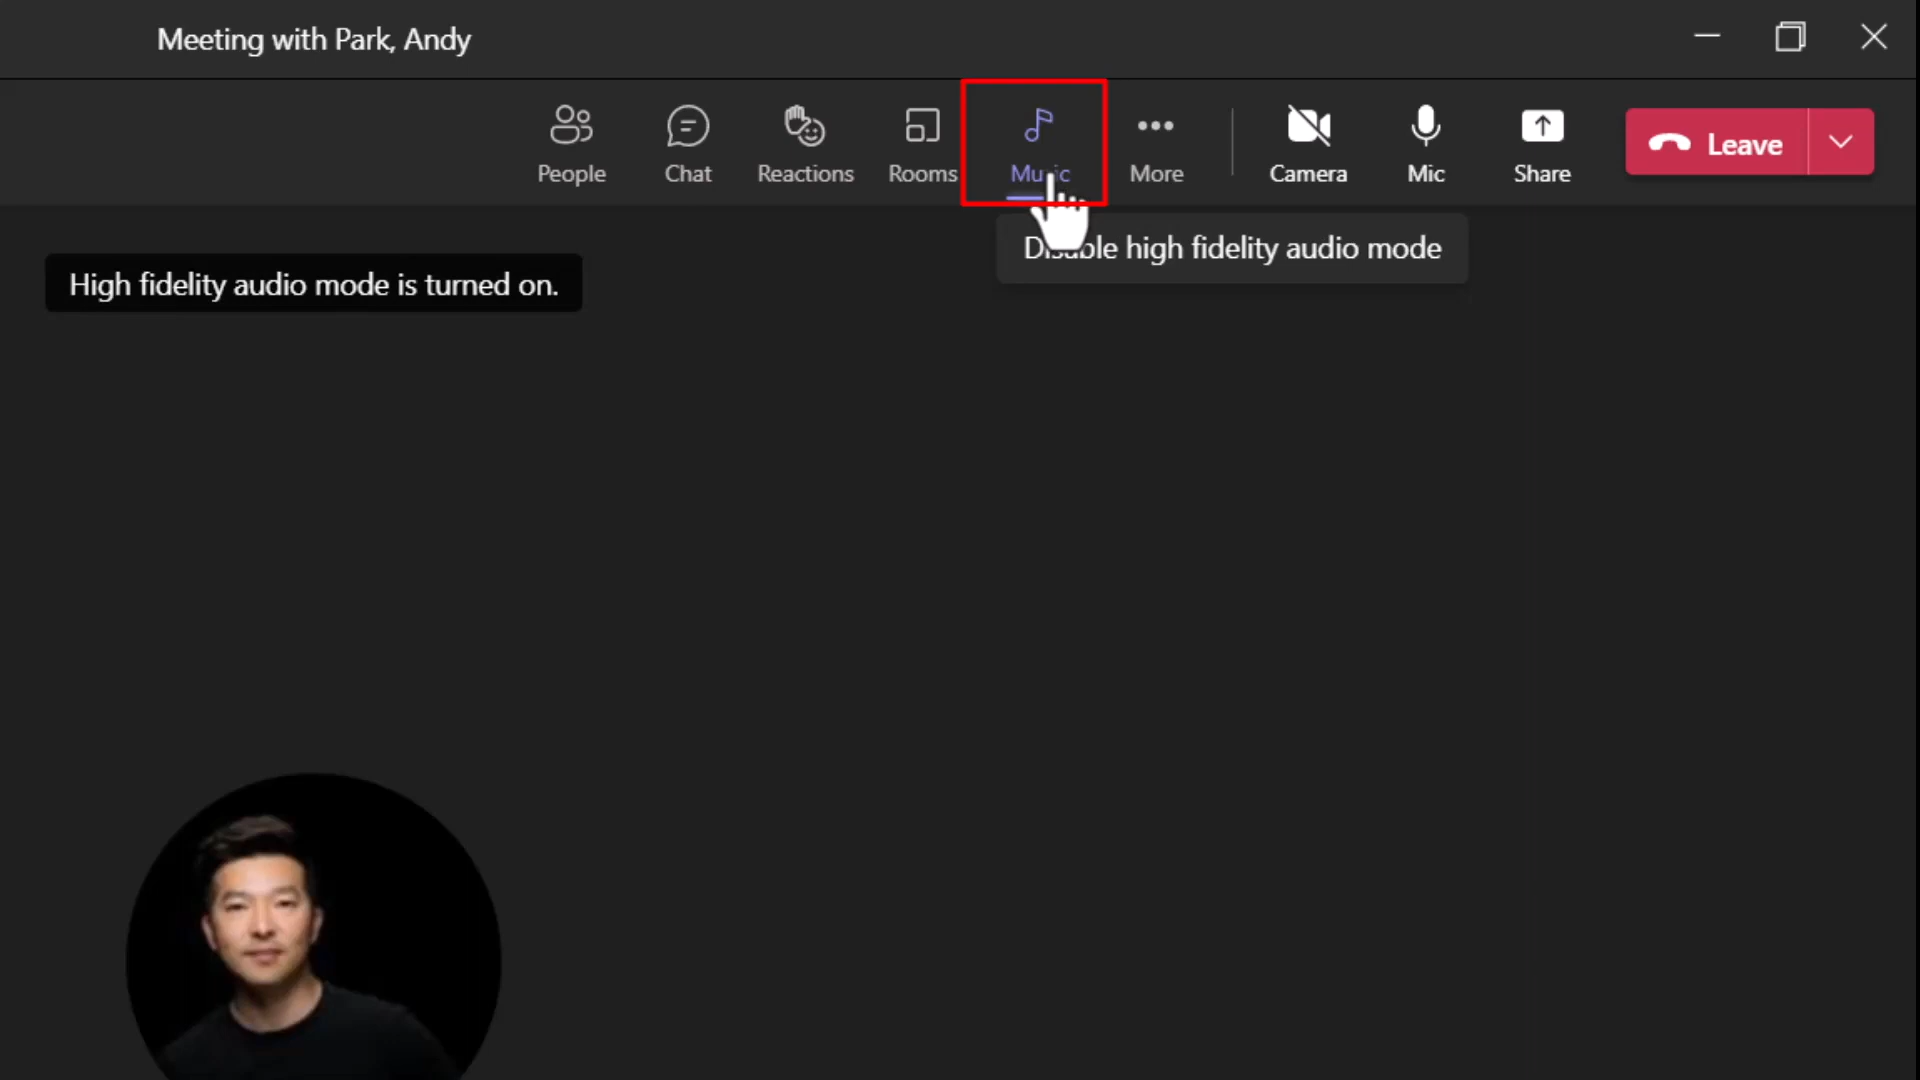 Meeting with Park, Andy
People Chat Reactions Rooms More Camera Mic Share Leave
high fidelity audio mode
High fidelity audio mode is turned on.